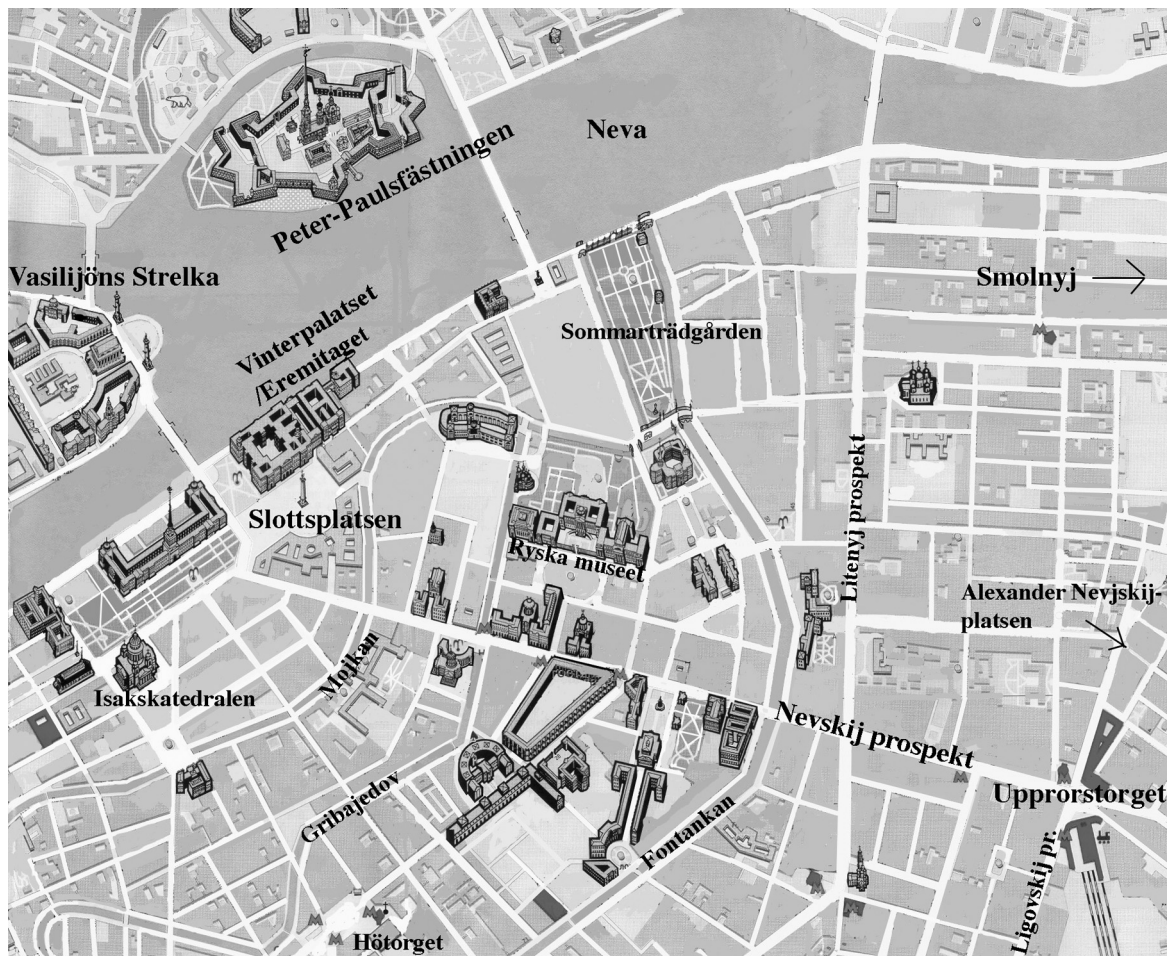 Neva
Peter-Paulsfästningen
Vasilijöns Strelka
Smolnyj
Vinterpalatset
/Eremitaget
Sommarträdgården
Slottsplatsen
Ryska museet
Litenyj prospekt
Alexander Nevjskij-
platsen
Isakskatedralen
Mojkan
Nevskij prospekt
Upprorstorget
Gribajedov
Fontankan
Ligovskij pr.
Hötorget